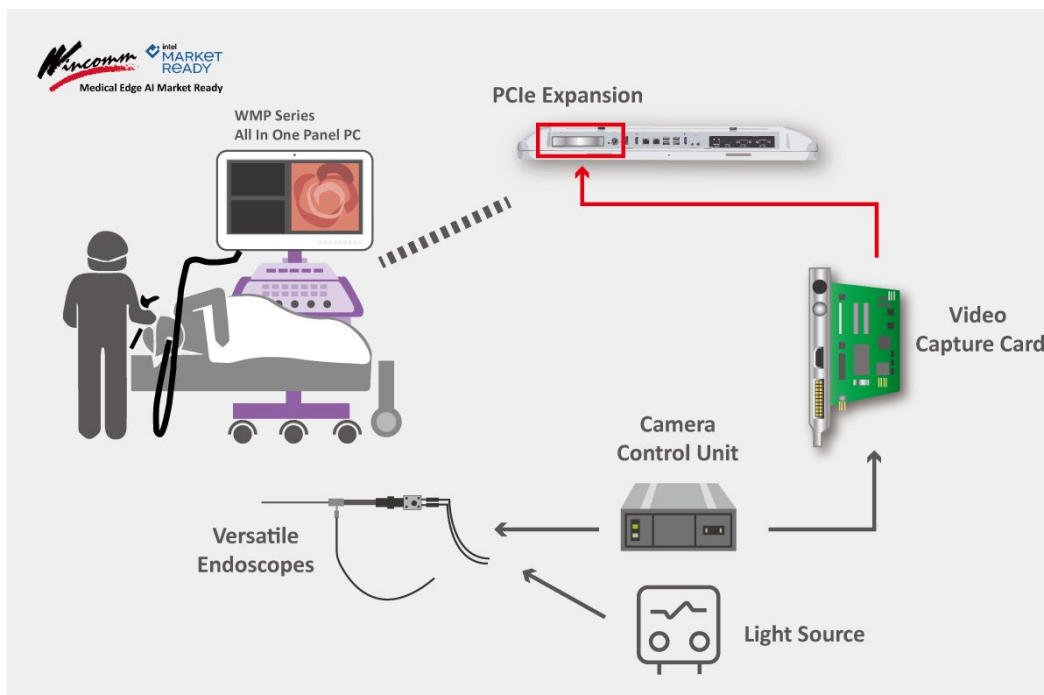 Wincomm
intel
MARKET
READY
Medical Edge AI Market Ready
WMP Series
All In One Panel PC
PCIe Expansion
Video
Capture Card
Camera
Control Unit
Versatile
Endoscopes
Light Source